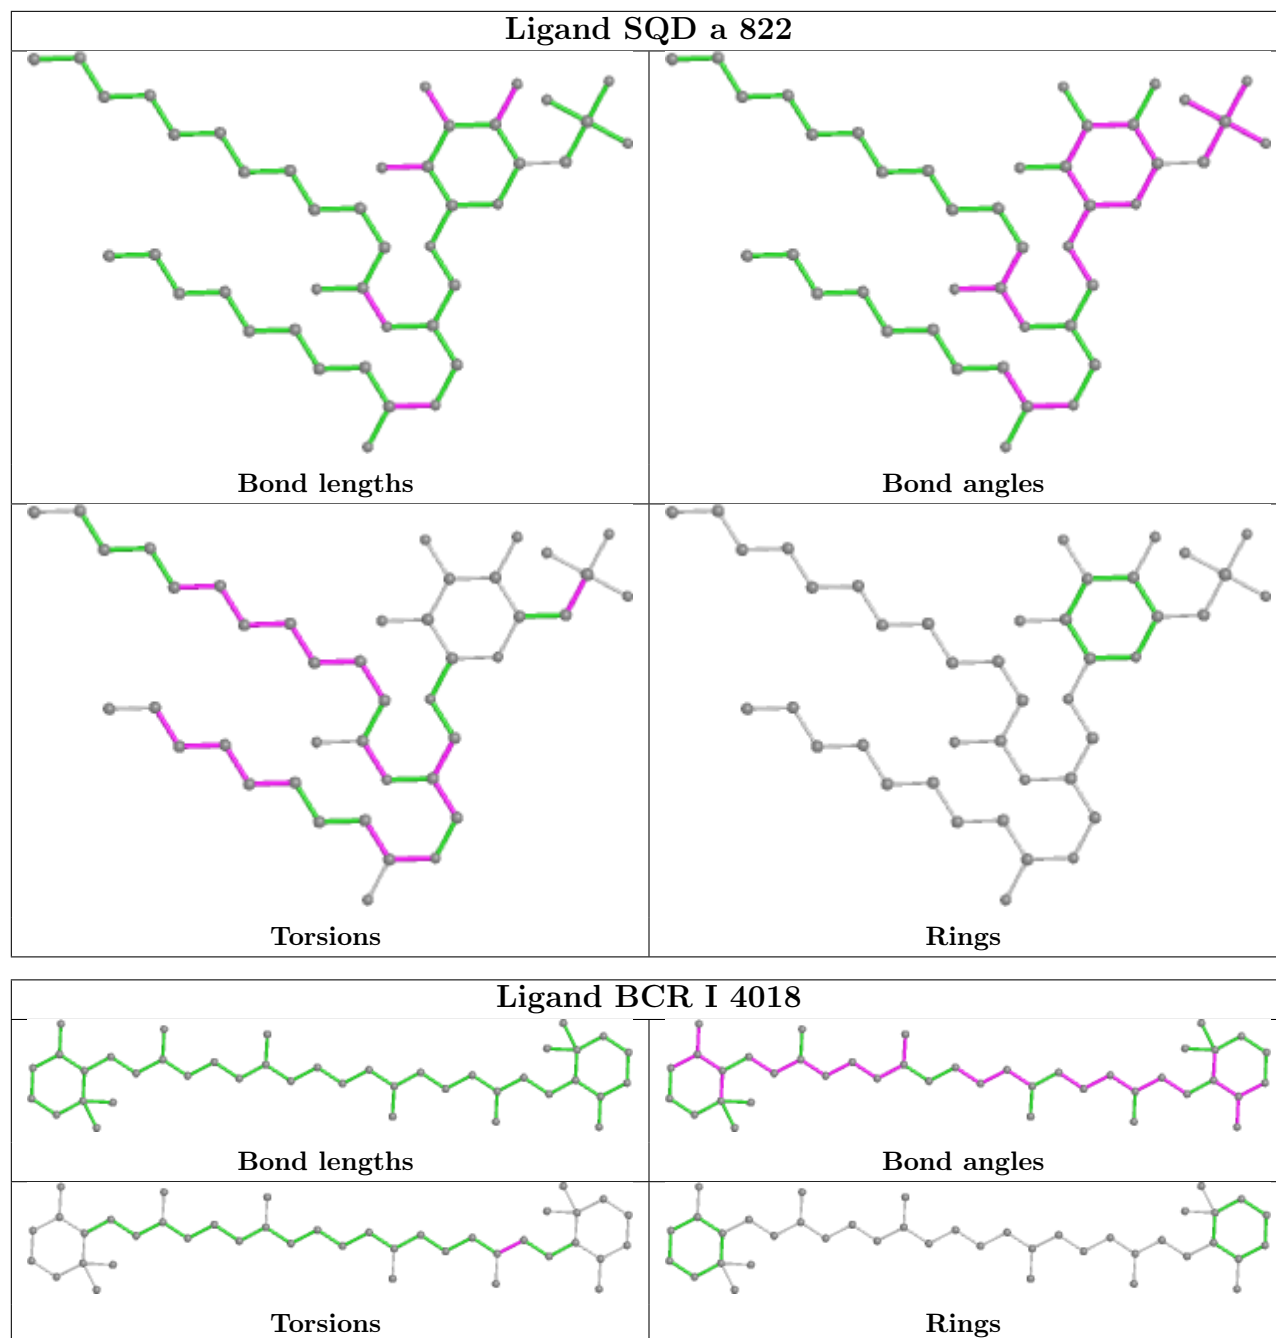 Ligand SQD a 822
Bond lengths
Bond angles
Torsions
Rings
Ligand BCR I 4018
Bond lengths
Bond angles
Torsions
Rings